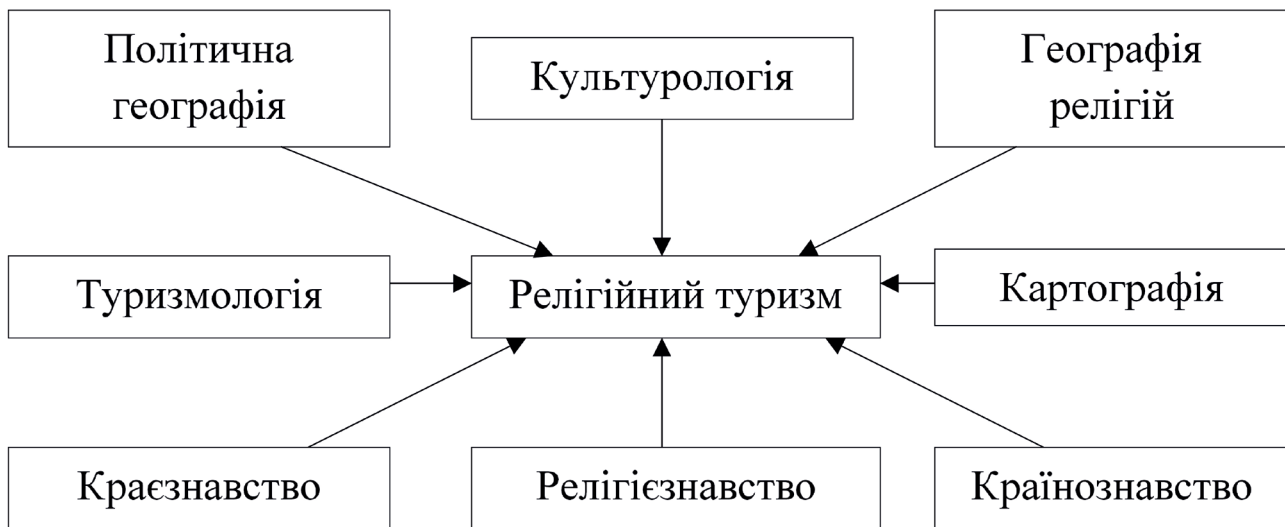 Політична
географія
Культурологія
Географія
релігій
Туризмологія
Релігійний туризм
Картографія
Краєзнавство
Релігієзнавство
Країнознавство